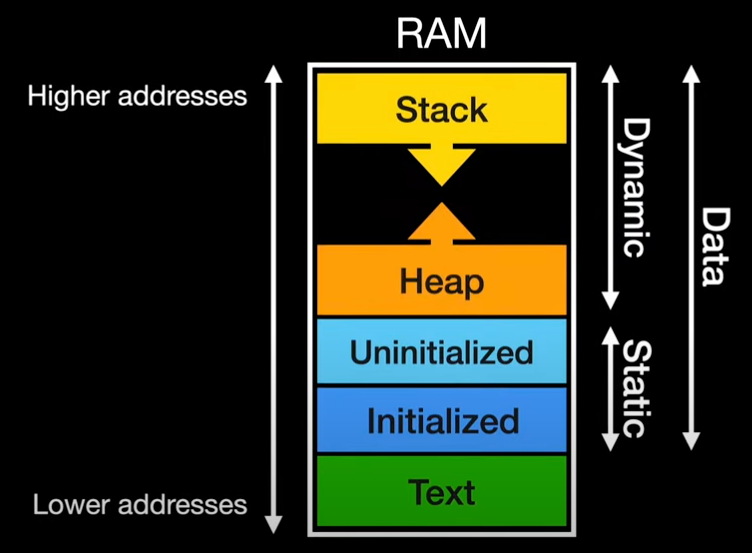 RAM
Higher addresses
Stack
Heap
Uninitialized
Initialized
Text
Lower addresses
Dynamic
Static
Data